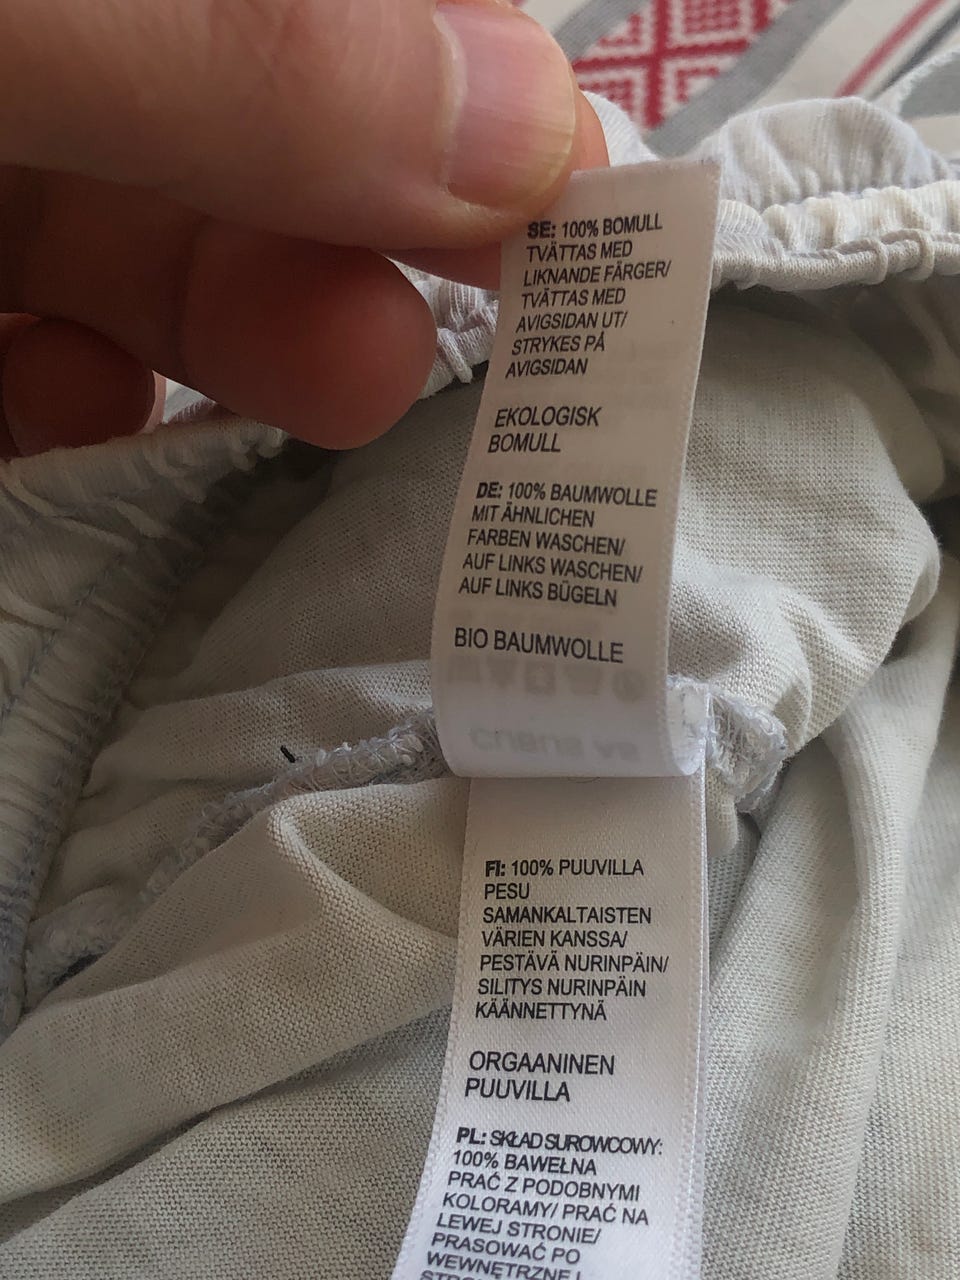 SE: 100% BOMULL
TVÄTTAS MED
LIKNANDE FÄRGER/
TVÄTTAS MED
AVIGSIDAN UT/
STRYKES PÅ
AVIGSIDAN
EKOLOGISK
BOMULL
DE: 100% BAUMWOLLE
MIT ÄHNLICHEN
FARBEN WASCHEN/
AUF LINKS WASCHEN/
AUF LINKS BÜGELN
BIO BAUMWOLLE
CUBUS AS
FI: 100% PUUVILLA
PESU
SAMANKALTAISTEN
VÄRIEN KANSSA/
PESTÄVÄ NURINPÄIN/
SILITYS NURINPÄIN
KÄÄNNETTYNÄ
ORGAANINEN
PUUVILLA
PL: SKŁAD SUROWCOWY:
100% BAWEŁNA
PRAĆ Z PODOBNYMI
KOLORAMY/ PRAĆ NA
LEWEJ STRONIE/
PRASOWAĆ PO